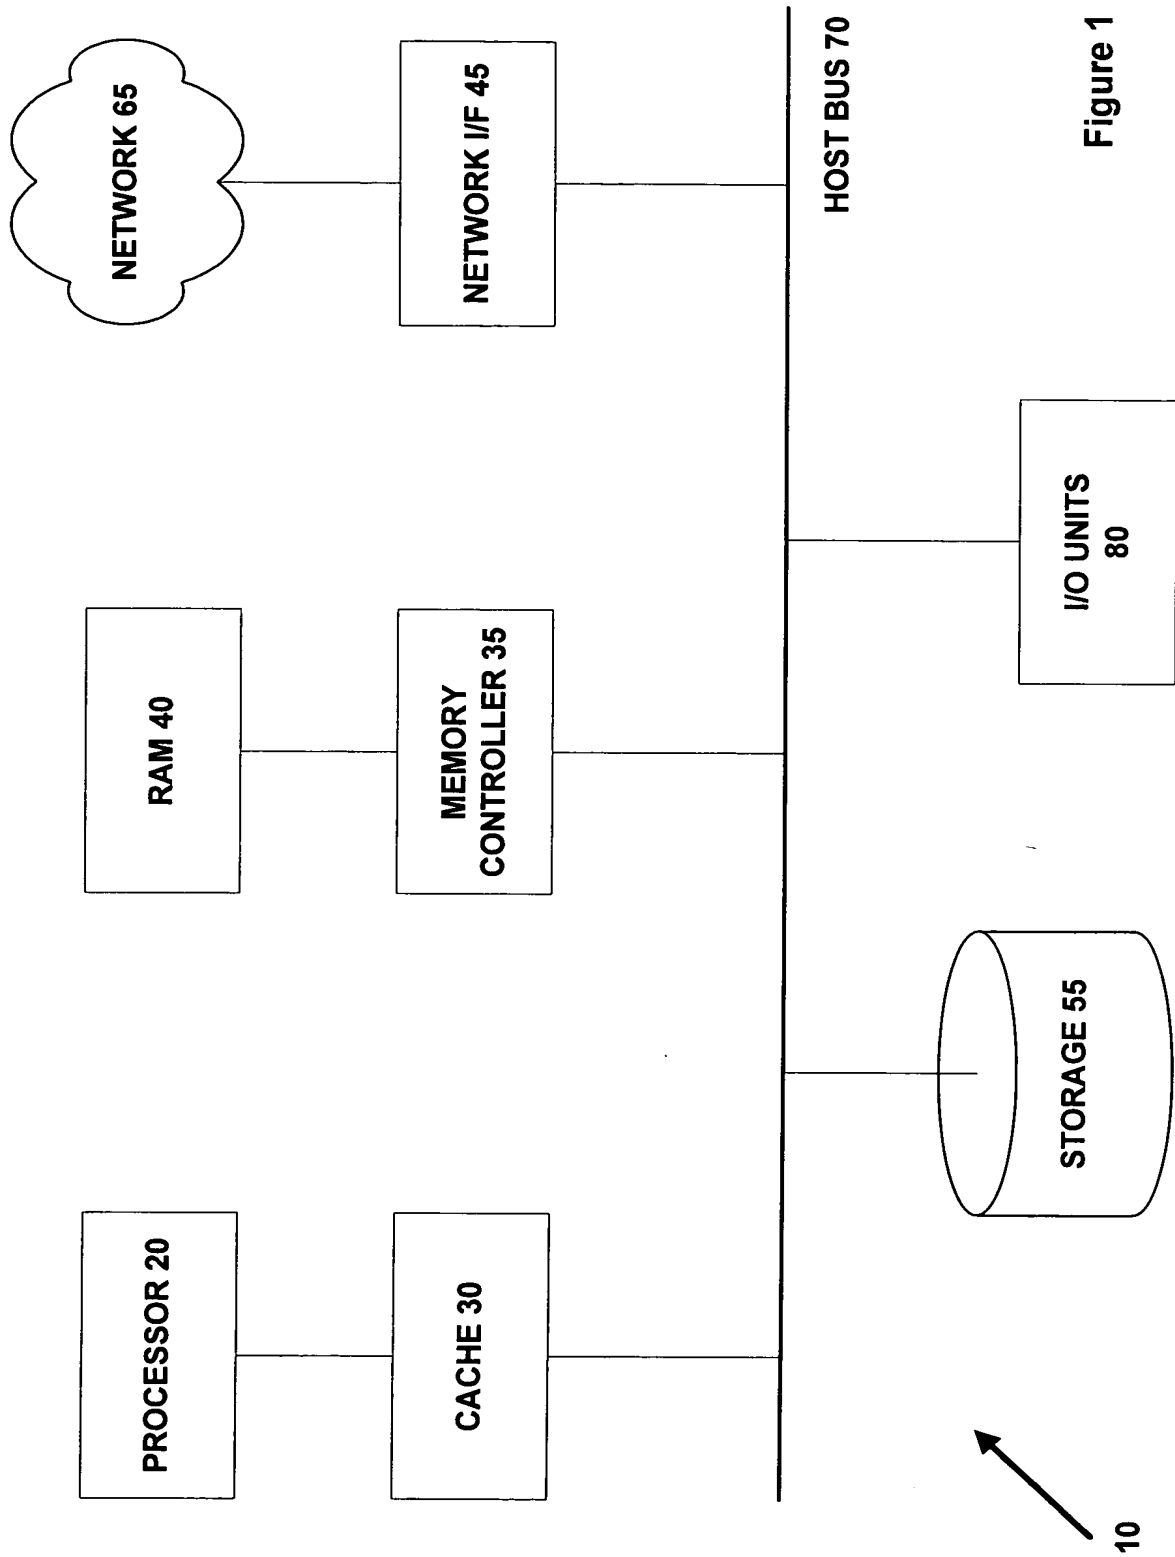 PROCESSOR 20
RAM 40
NETWORK 65
CACHE 30
MEMORY
CONTROLLER 35
NETWORK I/F 45
HOST BUS 70
STORAGE 55
I/O UNITS
80
10
Figure 1